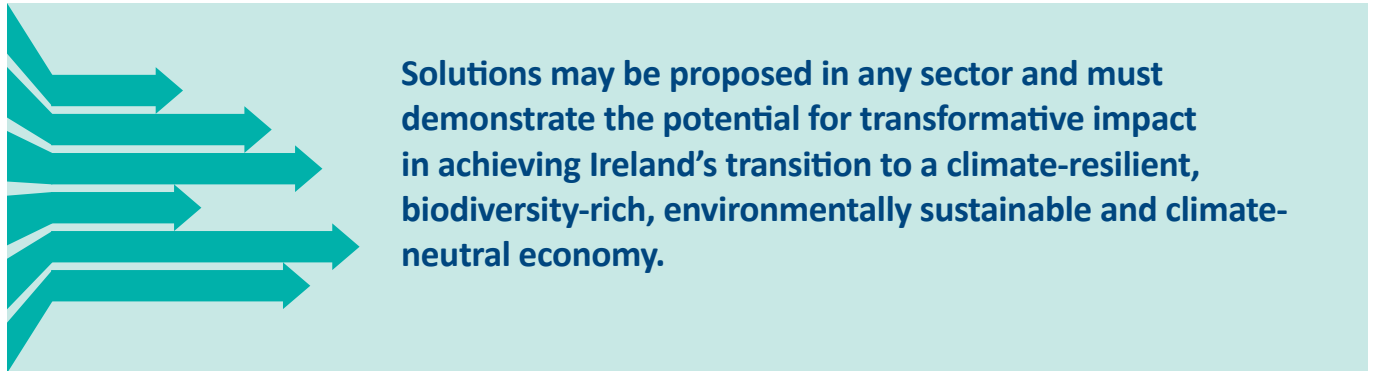 Solutions may be proposed in any sector and must
demonstrate the potential for transformative impact
in achieving Ireland’s transition to a climate-resilient,
biodiversity-rich, environmentally sustainable and climate-
neutral economy.